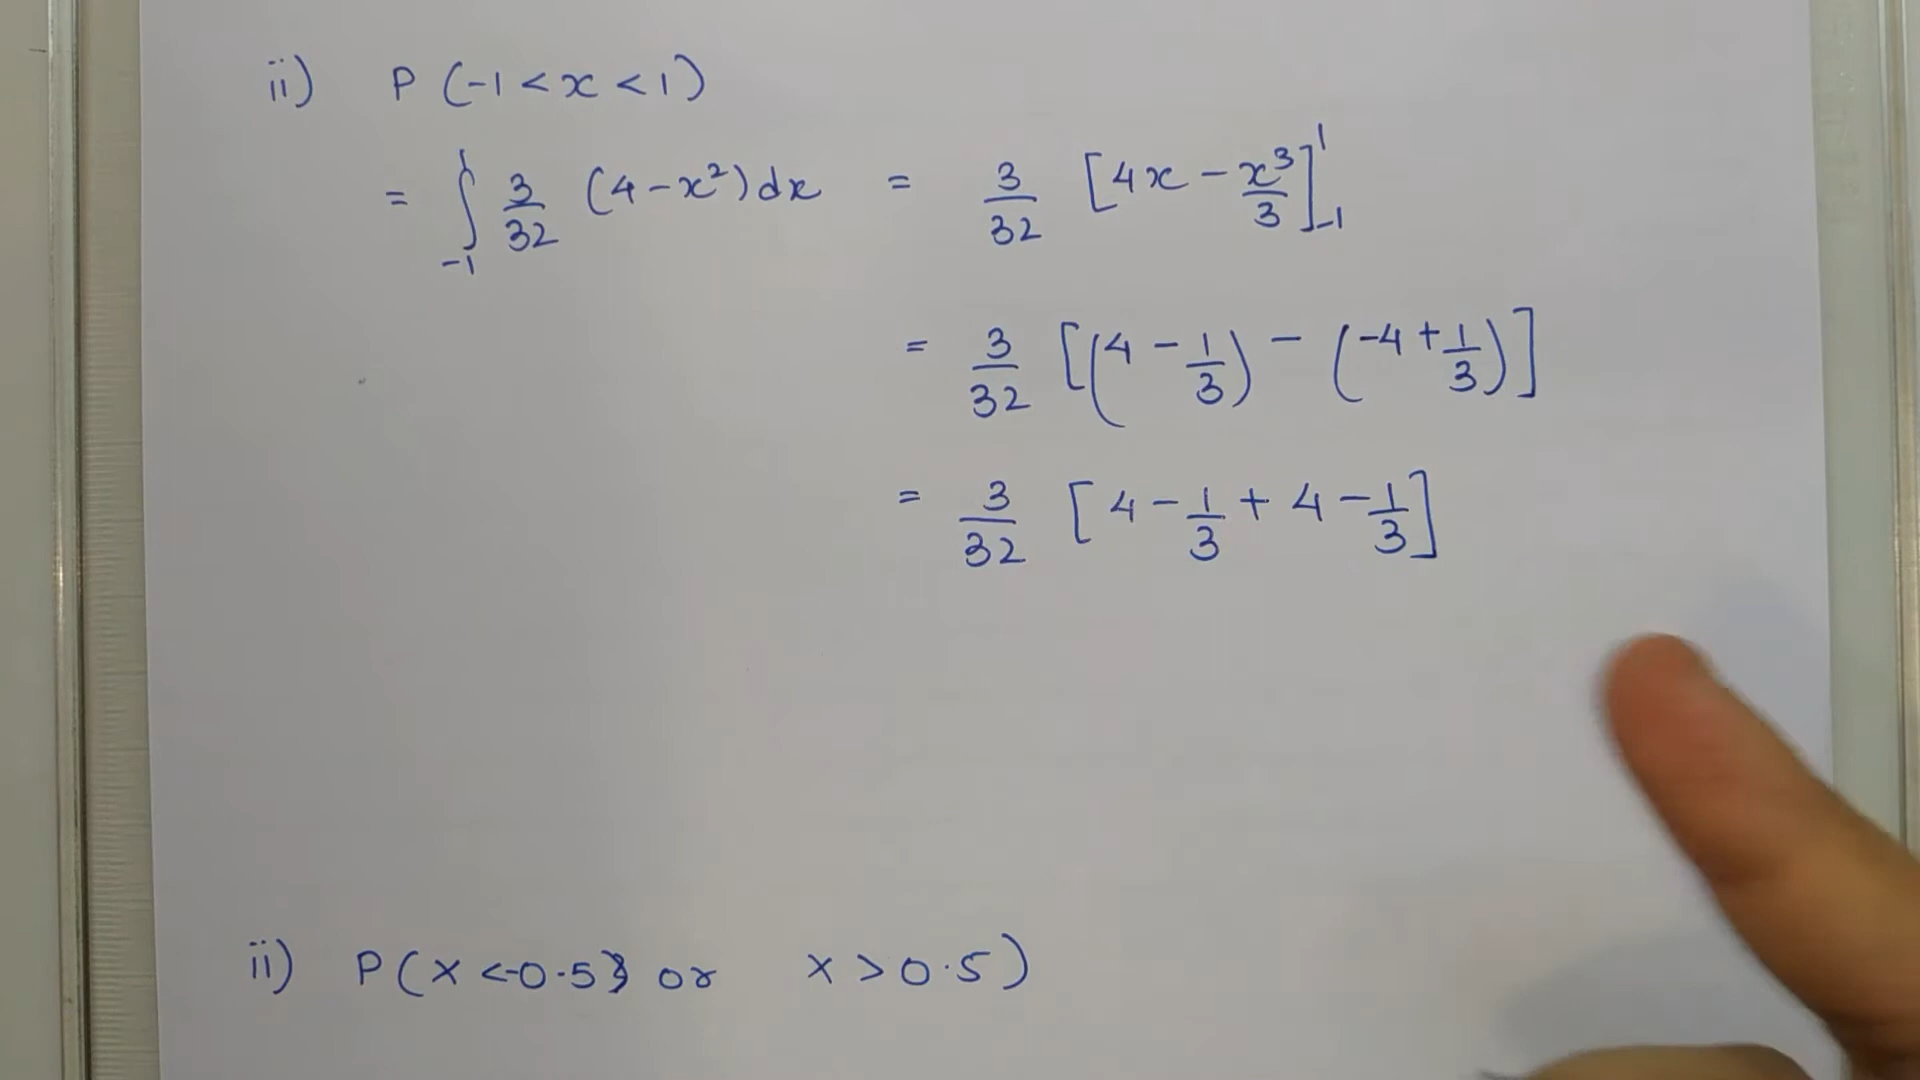 ii) P (-1 < x < 1)
= ∫₋₁¹ 3/32 (4 - x²) dx = 3/32 [4x - x³/3]₋₁¹
= 3/32 [(4 - 1/3) - (-4 + 1/3)]
= 3/32 [4 - 1/3 + 4 - 1/3]
ii) P(X < -0.5 or X > 0.5)